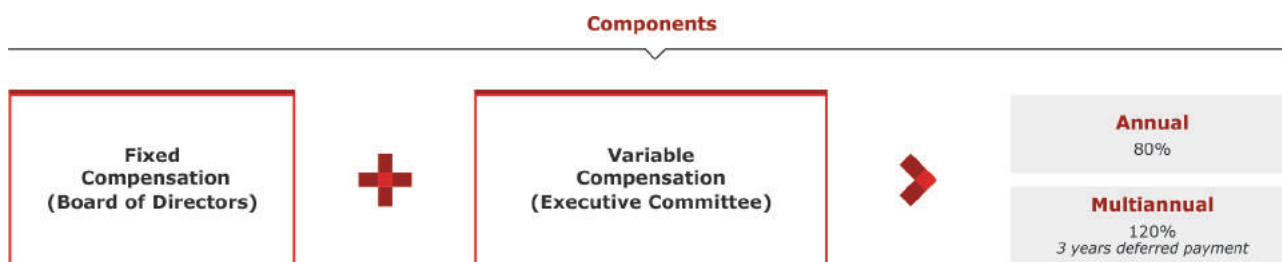 Components
Fixed
Compensation
(Board of Directors)
Variable
Compensation
(Executive Committee)
Annual
80%
Multiannual
120%
3 years deferred payment